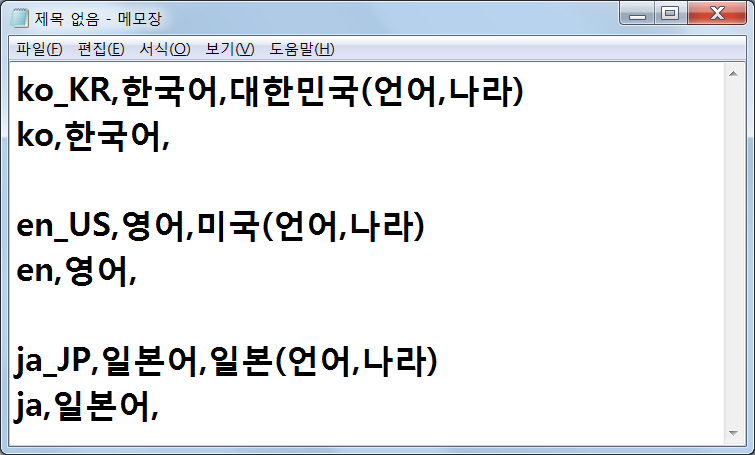 제목 없음 - 메모장
파일(F) 편집(E) 서식(O) 보기(V) 도움말(H)
ko_KR,한국어,대한민국(언어,나라)
ko,한국어,
en_US,영어,미국(언어,나라)
en,영어,
ja_JP,일본어,일본(언어,나라)
ja,일본어,